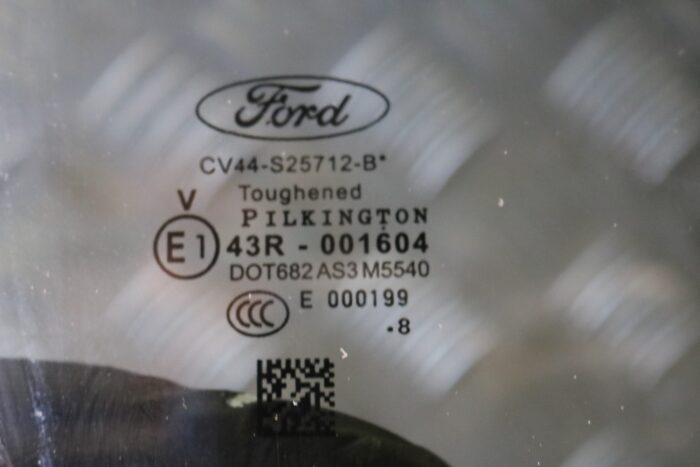 Ford
CV44-S25712-B*
V Toughened
PILKINGTON
E1 43R - 001604
DOT682 AS3 M5540
CCC E 000199
.8